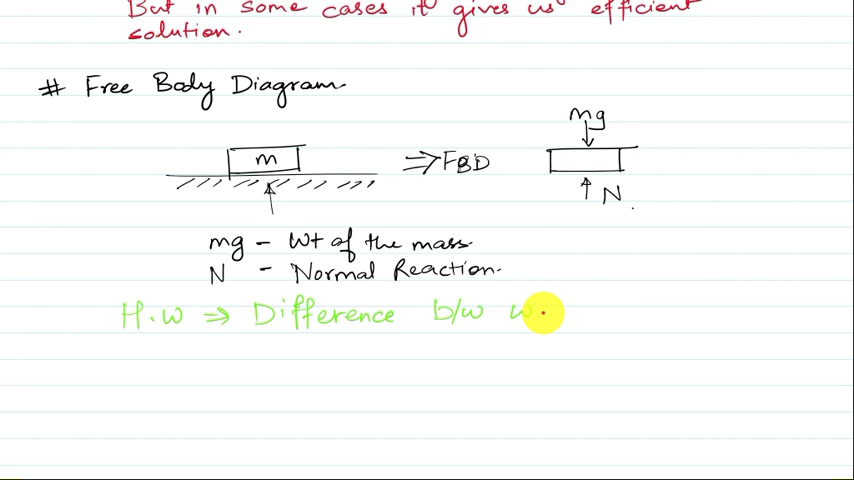 But in some cases it gives us efficient
solution.
# Free Body Diagram
mg
m ⇒ FBD
N
mg - Wt of the mass
N - Normal Reaction.
H.W ⇒ Difference b/w w